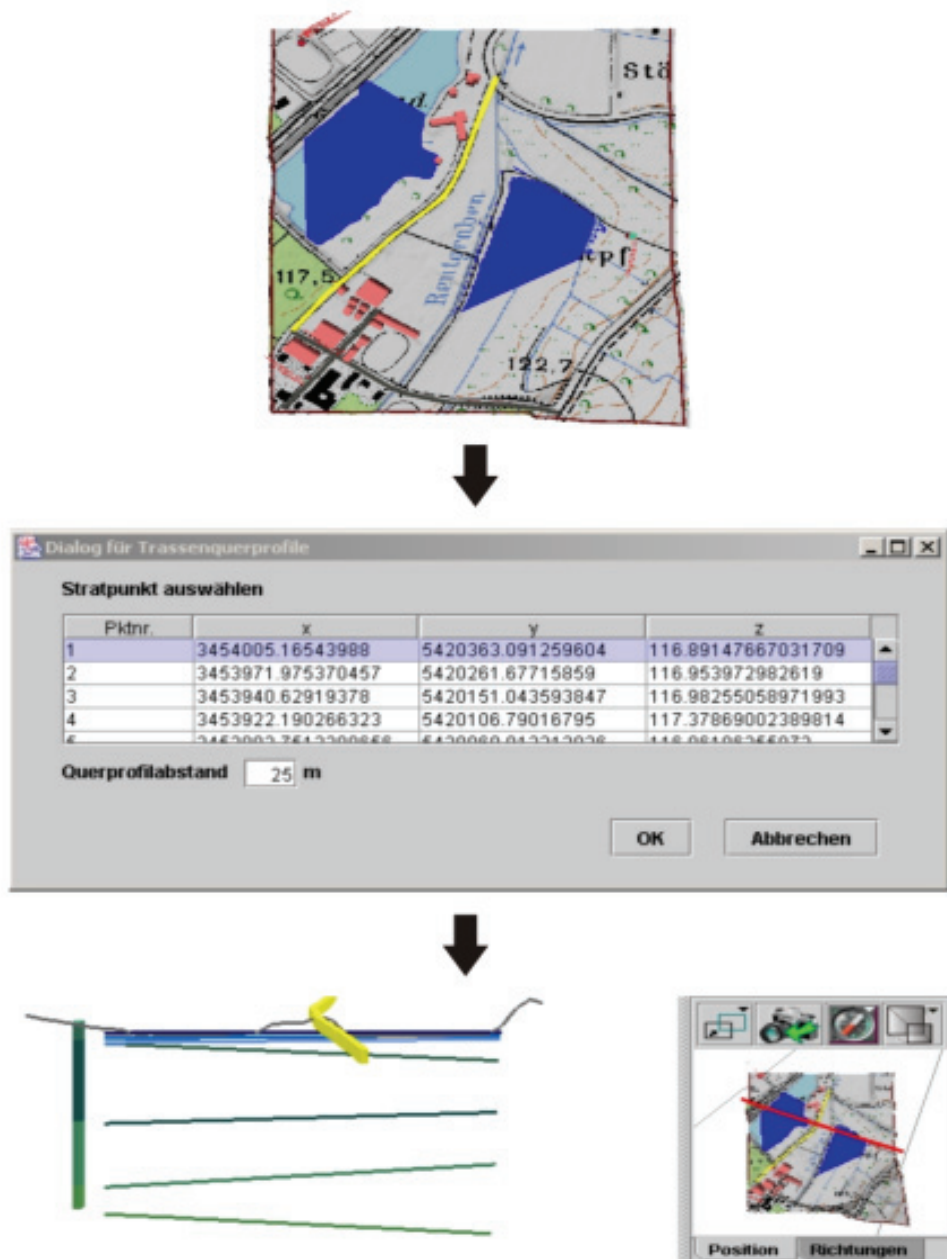 Stö
d.
117,5
Rentgraben
tpf
122,7
Dialog für Trassenquerprofile
Stratpunkt auswählen
Pktnr. x y z
1 3454005.16543988 5420363.091259604 116.89147667031709
2 3453971.975370457 5420261.67715859 116.953972982619
3 3453940.62919378 5420151.043593847 116.98255058971993
4 3453922.190266323 5420106.79016795 117.37869002389814
5
Querprofilabstand 25 m
OK Abbrechen
Position Richtungen